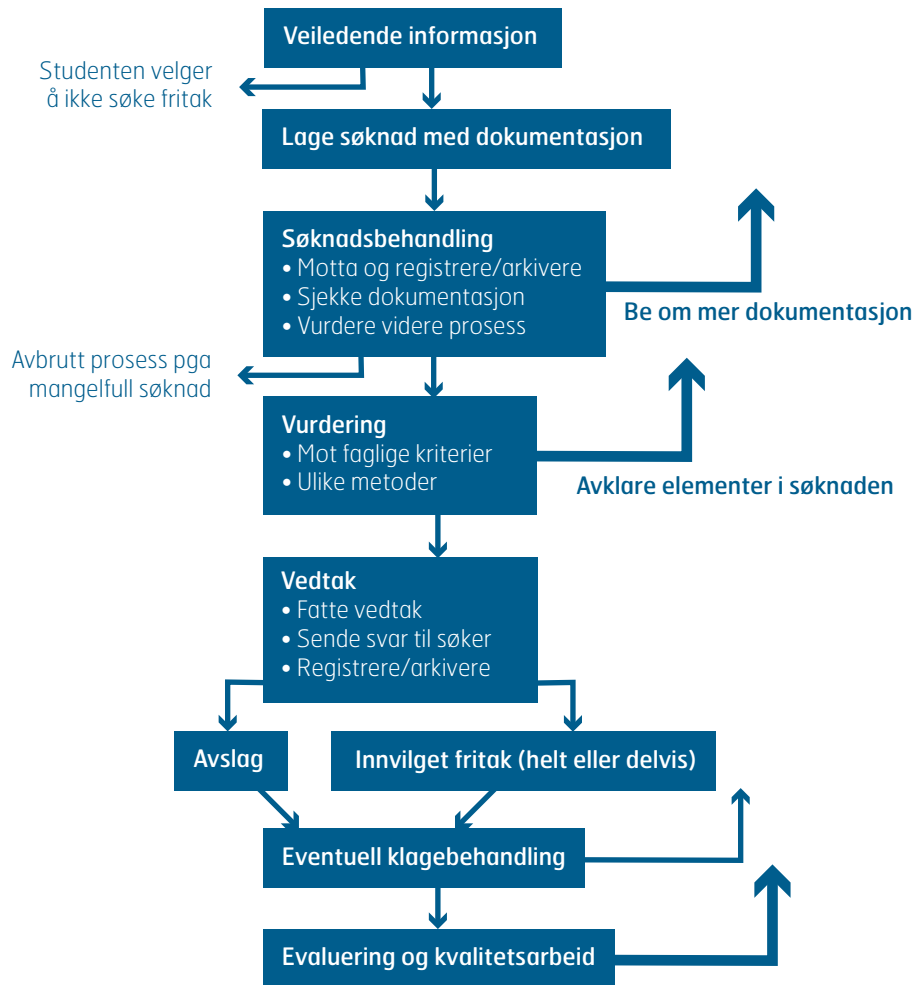 Veiledende informasjon
Studenten velger
å ikke søke fritak
Lage søknad med dokumentasjon
Søknadsbehandling
• Motta og registrere/arkivere
• Sjekke dokumentasjon
• Vurdere videre prosess
Be om mer dokumentasjon
Avbrutt prosess pga
mangelfull søknad
Vurdering
• Mot faglige kriterier
• Ulike metoder
Avklare elementer i søknaden
Vedtak
• Fatte vedtak
• Sende svar til søker
• Registrere/arkivere
Avslag
Innvilget fritak (helt eller delvis)
Eventuell klagebehandling
Evaluering og kvalitetsarbeid